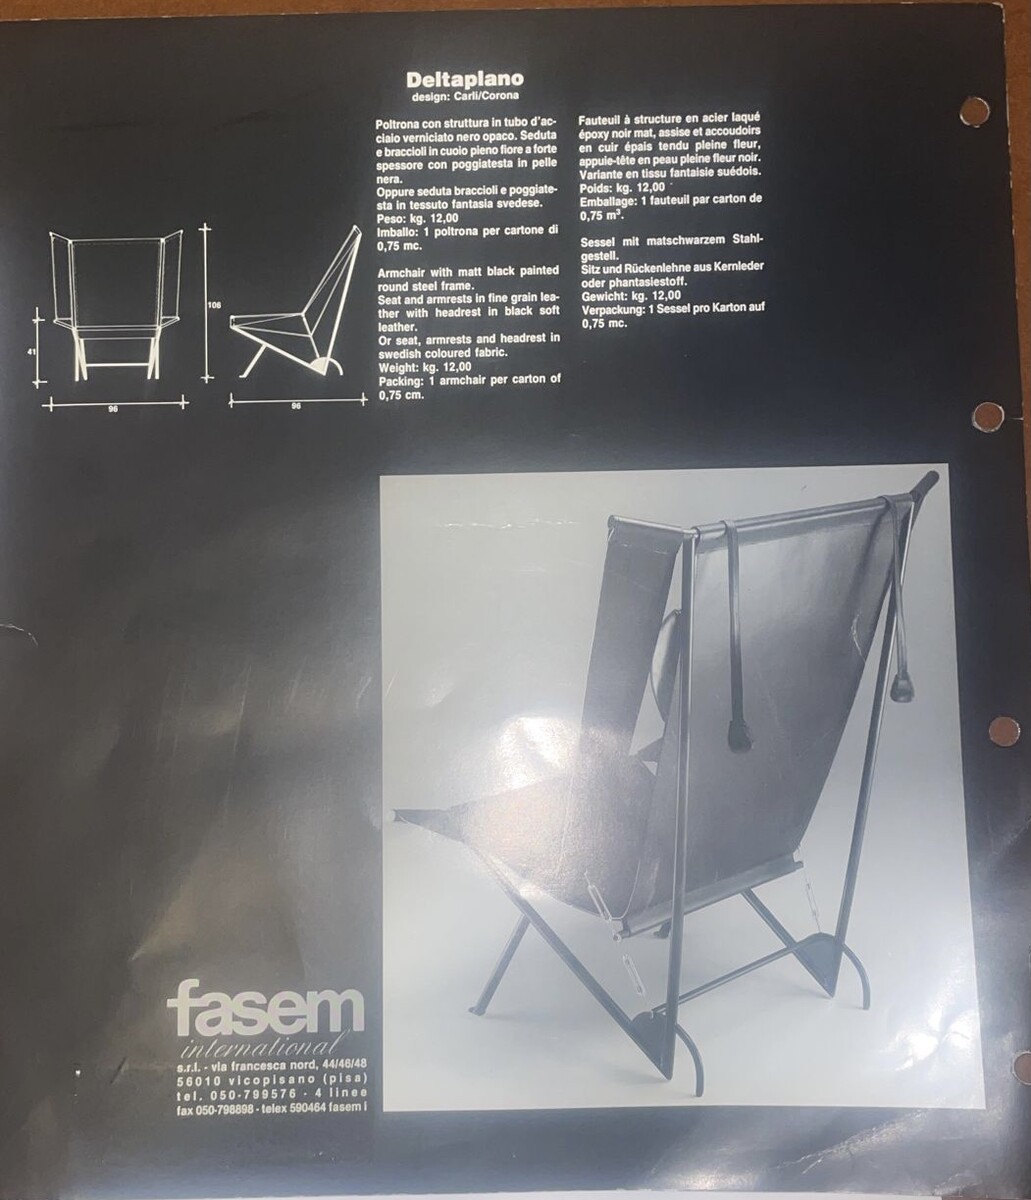 Deltaplano
design: Carli/Corona
Poltrona con struttura in tubo d'ac-
ciaio verniciato nero opaco. Seduta
e braccioli in cuoio pieno fiore a forte
spessore con poggiatesta in pelle
nera.
Oppure seduta braccioli e poggiate-
sta in tessuto fantasia svedese.
Peso: kg. 12,00
Imballo: 1 poltrona per cartone di
0,75 mc.
Armchair with matt black painted
round steel frame.
Seat and armrests in fine grain lea-
ther with headrest in black soft
leather.
Or seat, armrests and headrest in
swedish coloured fabric.
Weight: kg. 12,00
Packing: 1 armchair per carton of
0,75 cm.
Fauteuil à structure en acier laqué
époxy noir mat, assise et accoudoirs
en cuir épais tendu pleine fleur,
appuie-tête en peau pleine fleur noir.
Variante en tissu fantaisie suédois.
Poids: kg. 12,00
Emballage: 1 fauteuil par carton de
0,75 m³.
Sessel mit matschwarzem Stahl-
gestell.
Sitz und Rückenlehne aus Kernleder
oder phantasiestoff.
Gewicht: kg. 12,00
Verpackung: 1 Sessel pro Karton auf
0,75 mc.
106
41
96
96
fasem
international
s.r.l. - via francesca nord, 44/46/48
56010 vicopisano (pisa)
tel. 050-799576 - 4 linee
fax 050-798898 - telex 590464 fasem i